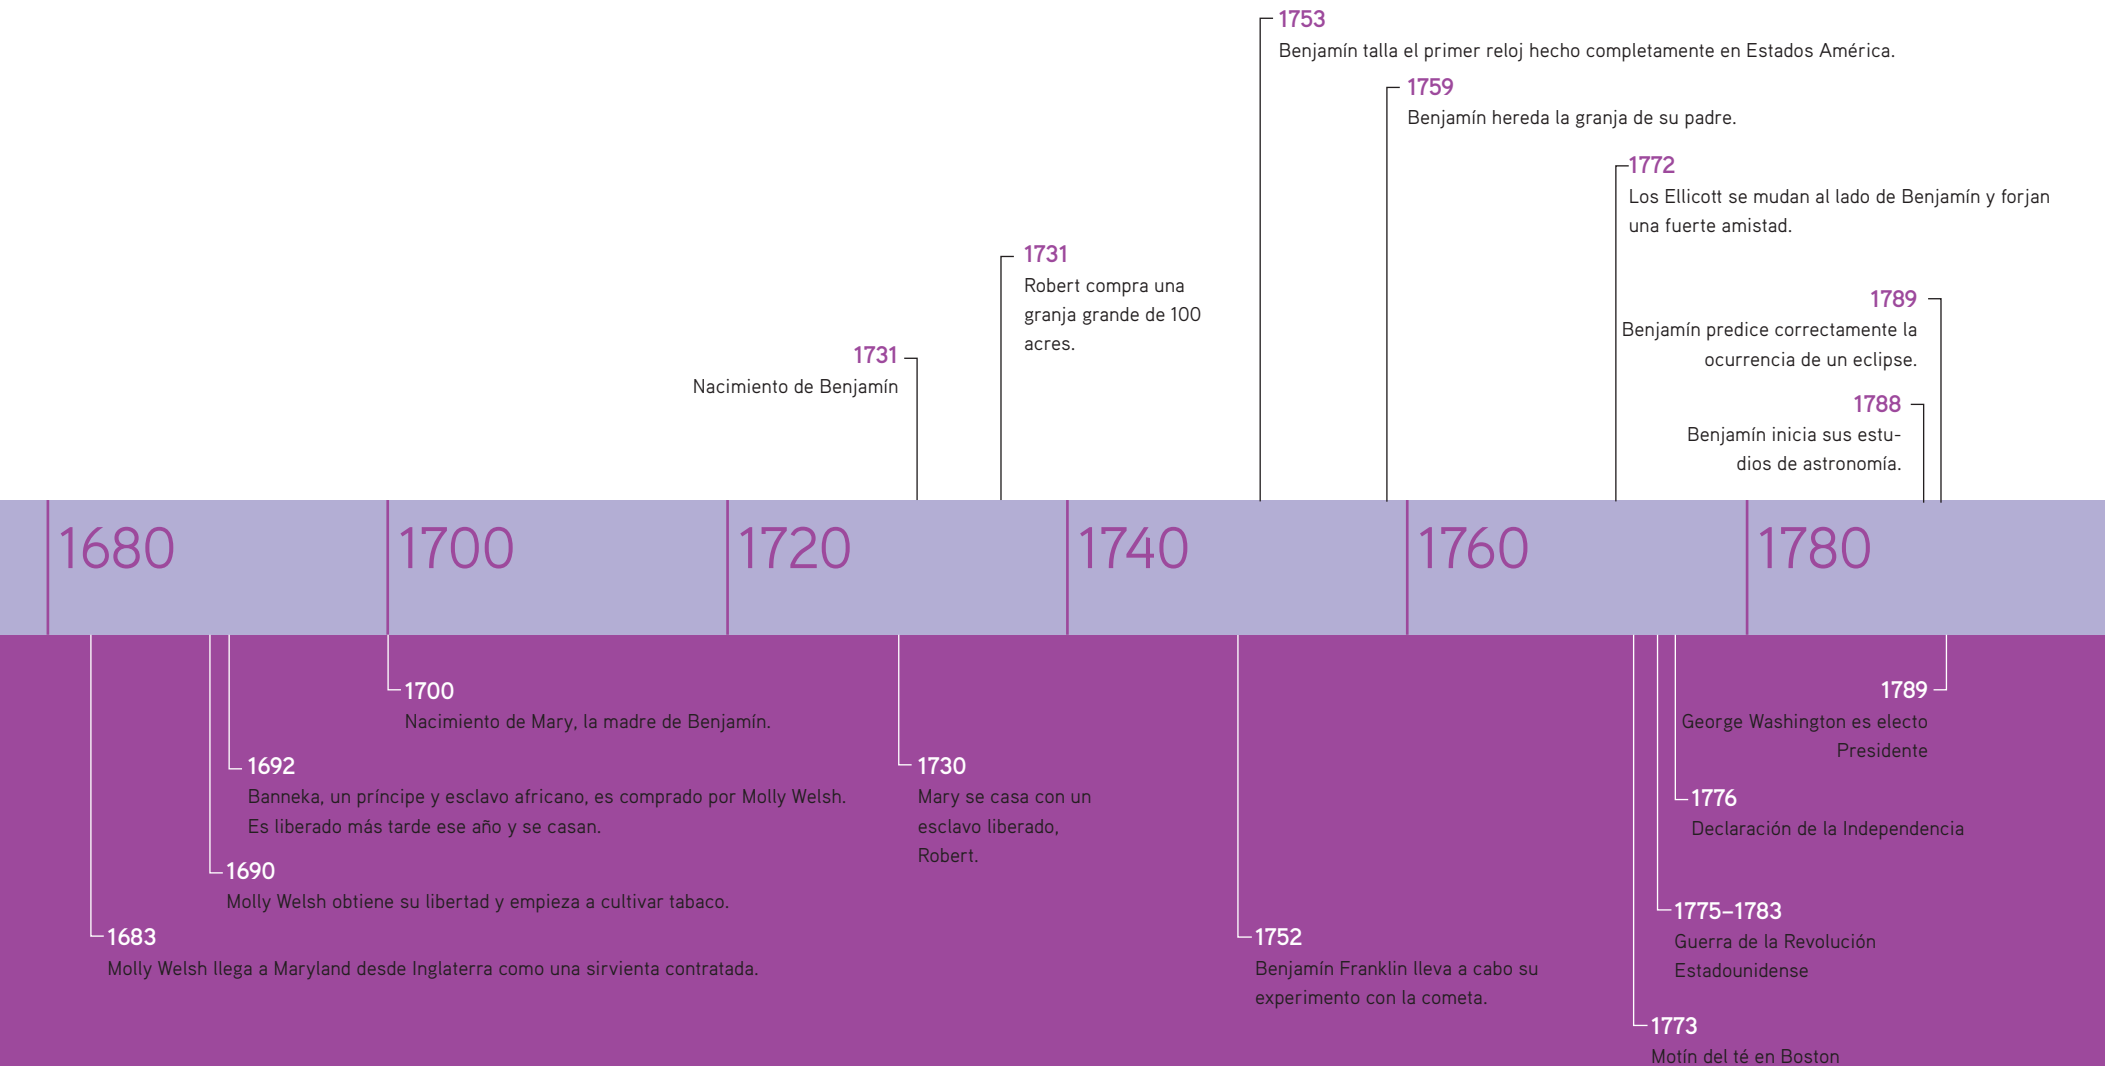 1753
Benjamín talla el primer reloj hecho completamente en Estados América.
1759
Benjamín hereda la granja de su padre.
1772
Los Ellicott se mudan al lado de Benjamín y forjan
una fuerte amistad.
1731
Robert compra una
granja grande de 100
acres.
1789
Benjamín predice correctamente la
ocurrencia de un eclipse.
1731
Nacimiento de Benjamín
1788
Benjamín inicia sus estu-
dios de astronomía.
1680 1700 1720 1740 1760 1780
1700
Nacimiento de Mary, la madre de Benjamín.
1789
George Washington es electo
Presidente
1692
Banneka, un príncipe y esclavo africano, es comprado por Molly Welsh.
Es liberado más tarde ese año y se casan.
1730
Mary se casa con un
esclavo liberado,
Robert.
1776
Declaración de la Independencia
1690
Molly Welsh obtiene su libertad y empieza a cultivar tabaco.
1775–1783
Guerra de la Revolución
Estadounidense
1683
Molly Welsh llega a Maryland desde Inglaterra como una sirvienta contratada.
1752
Benjamín Franklin lleva a cabo su
experimento con la cometa.
1773
Motín del té en Boston